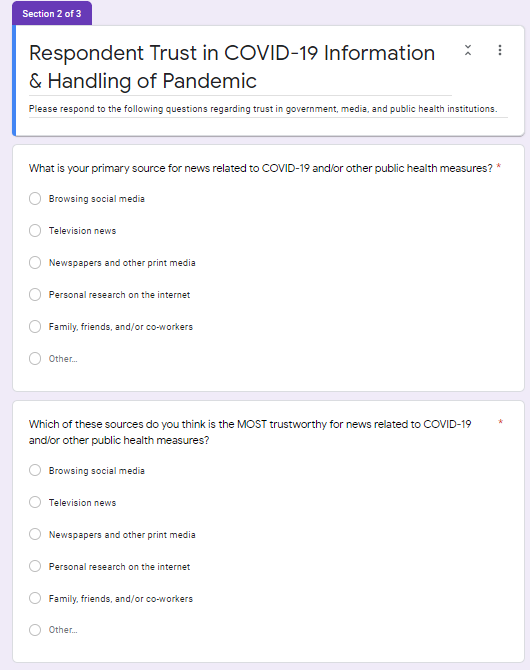 Section 2 of 3
Respondent Trust in COVID-19 Information
& Handling of Pandemic
Please respond to the following questions regarding trust in government, media, and public health institutions.
What is your primary source for news related to COVID-19 and/or other public health measures? *
Browsing social media
Television news
Newspapers and other print media
Personal research on the internet
Family, friends, and/or co-workers
Other...
Which of these sources do you think is the MOST trustworthy for news related to COVID-19 *
and/or other public health measures?
Browsing social media
Television news
Newspapers and other print media
Personal research on the internet
Family, friends, and/or co-workers
Other...